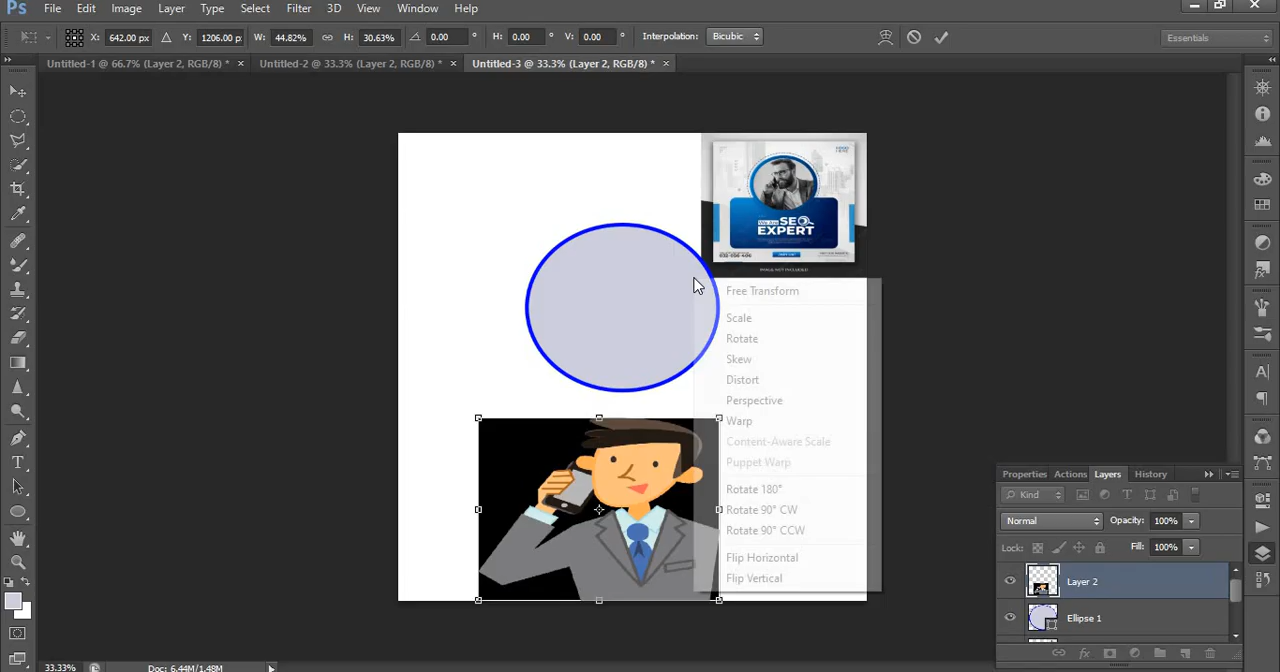 Ps File Edit Image Layer Type Select Filter 3D View Window Help
X: 642.00 px Y: 1206.00 p: W: 44.82% H: 30.63% 0.00 ° H: 0.00 ° V: 0.00 ° Interpolation: Bicubic Essentials
Untitled-1 @ 66.7% (Layer 2, RGB/8) * × Untitled-2 @ 33.3% (Layer 2, RGB/8) * × Untitled-3 @ 33.3% (Layer 2, RGB/8) * ×
We Are SEO
EXPERT
IMAGE NOT INCLUDED
Free Transform
Scale
Rotate
Skew
Distort
Perspective
Warp
Content-Aware Scale
Puppet Warp
Rotate 180°
Rotate 90° CW
Rotate 90° CCW
Flip Horizontal
Flip Vertical
Properties Actions Layers History
Kind
Normal Opacity: 100%
Lock: Fill: 100%
Layer 2
Ellipse 1
33.33% Doc: 6.44M/1.48M